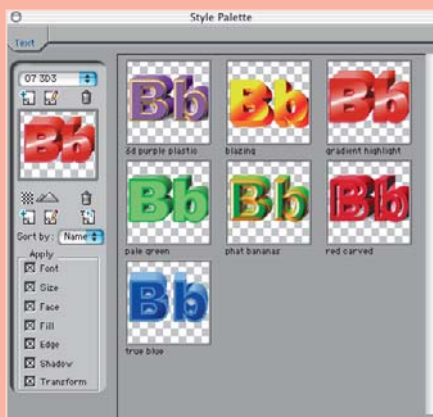 Style Palette
Text
07 3D3
Bb
Sort by: Name
Apply
Font
Size
Face
Fill
Edge
Shadow
Transform
Bb Bb Bb
6d purple plastic blazing gradient highlight
Bb Bb Bb
pale green phat bananas red carved
Bb
true blue